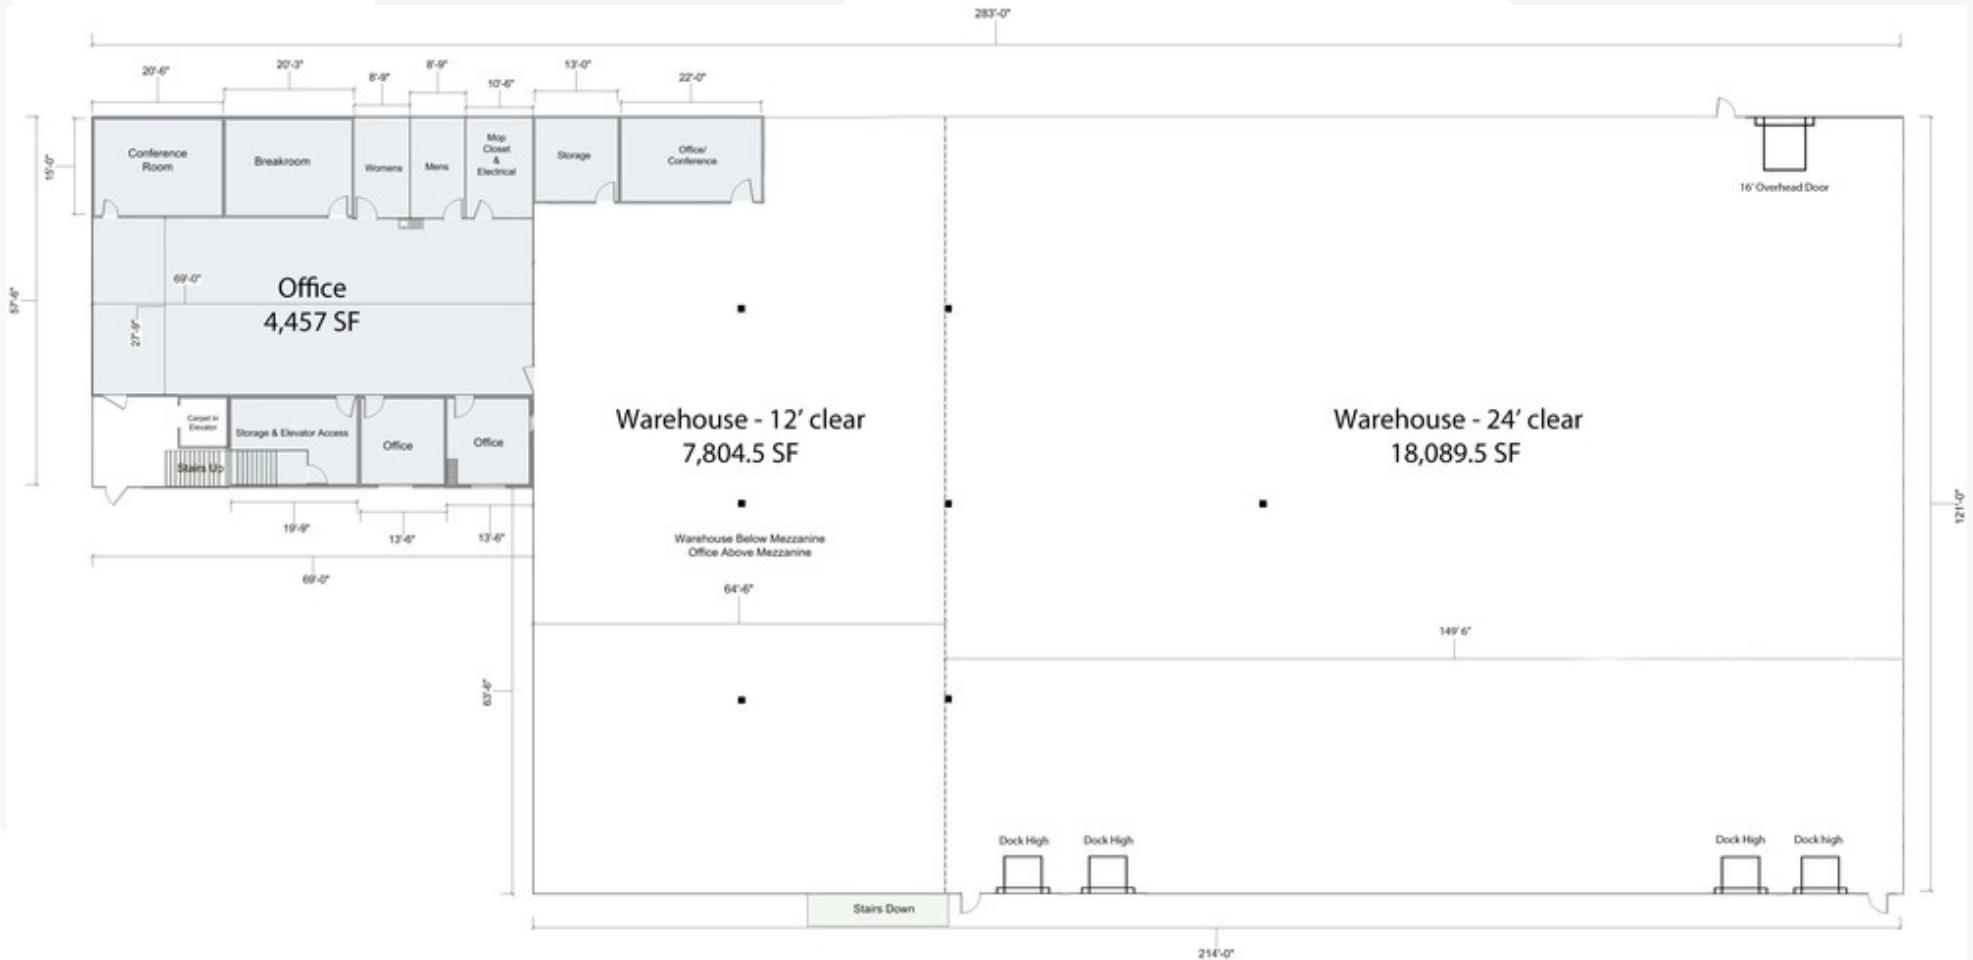 283'-0"
20'-6"
20'-3"
8'-9"
8'-9"
10'-6"
13'-0"
22'-0"
15'-0"
57'-6"
Conference
Room
Breakroom
Womens
Mens
Mop
Closet
&
Electrical
Storage
Office/
Conference
16' Overhead Door
69'-0"
27'-9"
Office
4,457 SF
Carpet in
Elevator
Storage & Elevator Access
Office
Office
Stairs Up
19'-9"
13'-6"
13'-6"
69'-0"
Warehouse - 12' clear
7,804.5 SF
Warehouse Below Mezzanine
Office Above Mezzanine
64'-6"
63'-6"
Warehouse - 24' clear
18,089.5 SF
149' 6"
121'-0"
Dock High
Dock High
Dock High
Dock high
Stairs Down
214'-0"